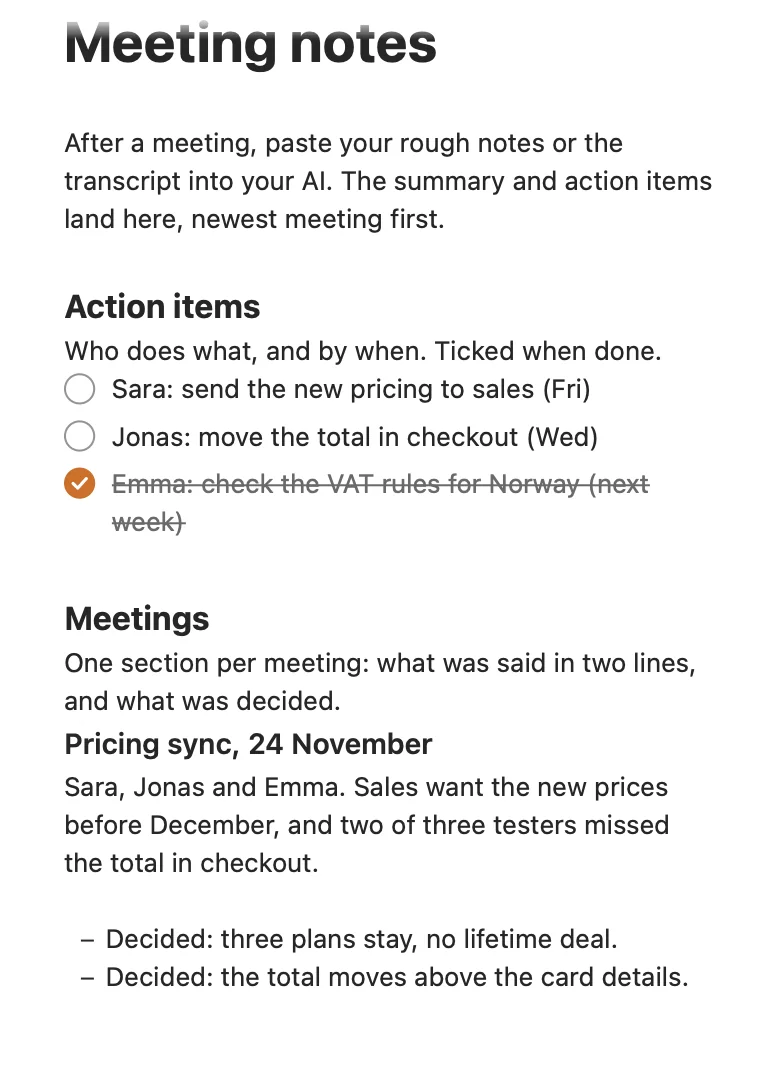 Meeting notes
After a meeting, paste your rough notes or the
transcript into your AI. The summary and action items
land here, newest meeting first.
Action items
Who does what, and by when. Ticked when done.
Sara: send the new pricing to sales (Fri)
Jonas: move the total in checkout (Wed)
Emma: check the VAT rules for Norway (next
week)
Meetings
One section per meeting: what was said in two lines,
and what was decided.
Pricing sync, 24 November
Sara, Jonas and Emma. Sales want the new prices
before December, and two of three testers missed
the total in checkout.
– Decided: three plans stay, no lifetime deal.
– Decided: the total moves above the card details.